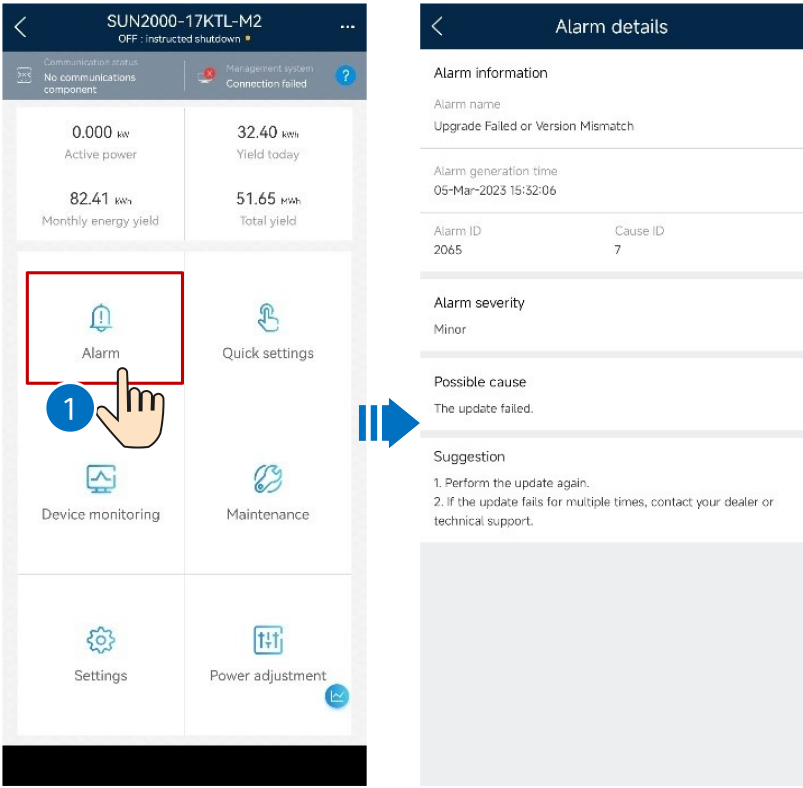 SUN2000-17KTL-M2
OFF : instructed shutdown
Communication status
No communications
component
Management system
Connection failed
?
0.000 kW
Active power
32.40 kWh
Yield today
82.41 kWh
Monthly energy yield
51.65 MWh
Total yield
Alarm
Quick settings
1
Device monitoring
Maintenance
Settings
Power adjustment
Alarm details
Alarm information
Alarm name
Upgrade Failed or Version Mismatch
Alarm generation time
05-Mar-2023 15:32:06
Alarm ID
Cause ID
2065
7
Alarm severity
Minor
Possible cause
The update failed.
Suggestion
1. Perform the update again.
2. If the update fails for multiple times, contact your dealer or
technical support.